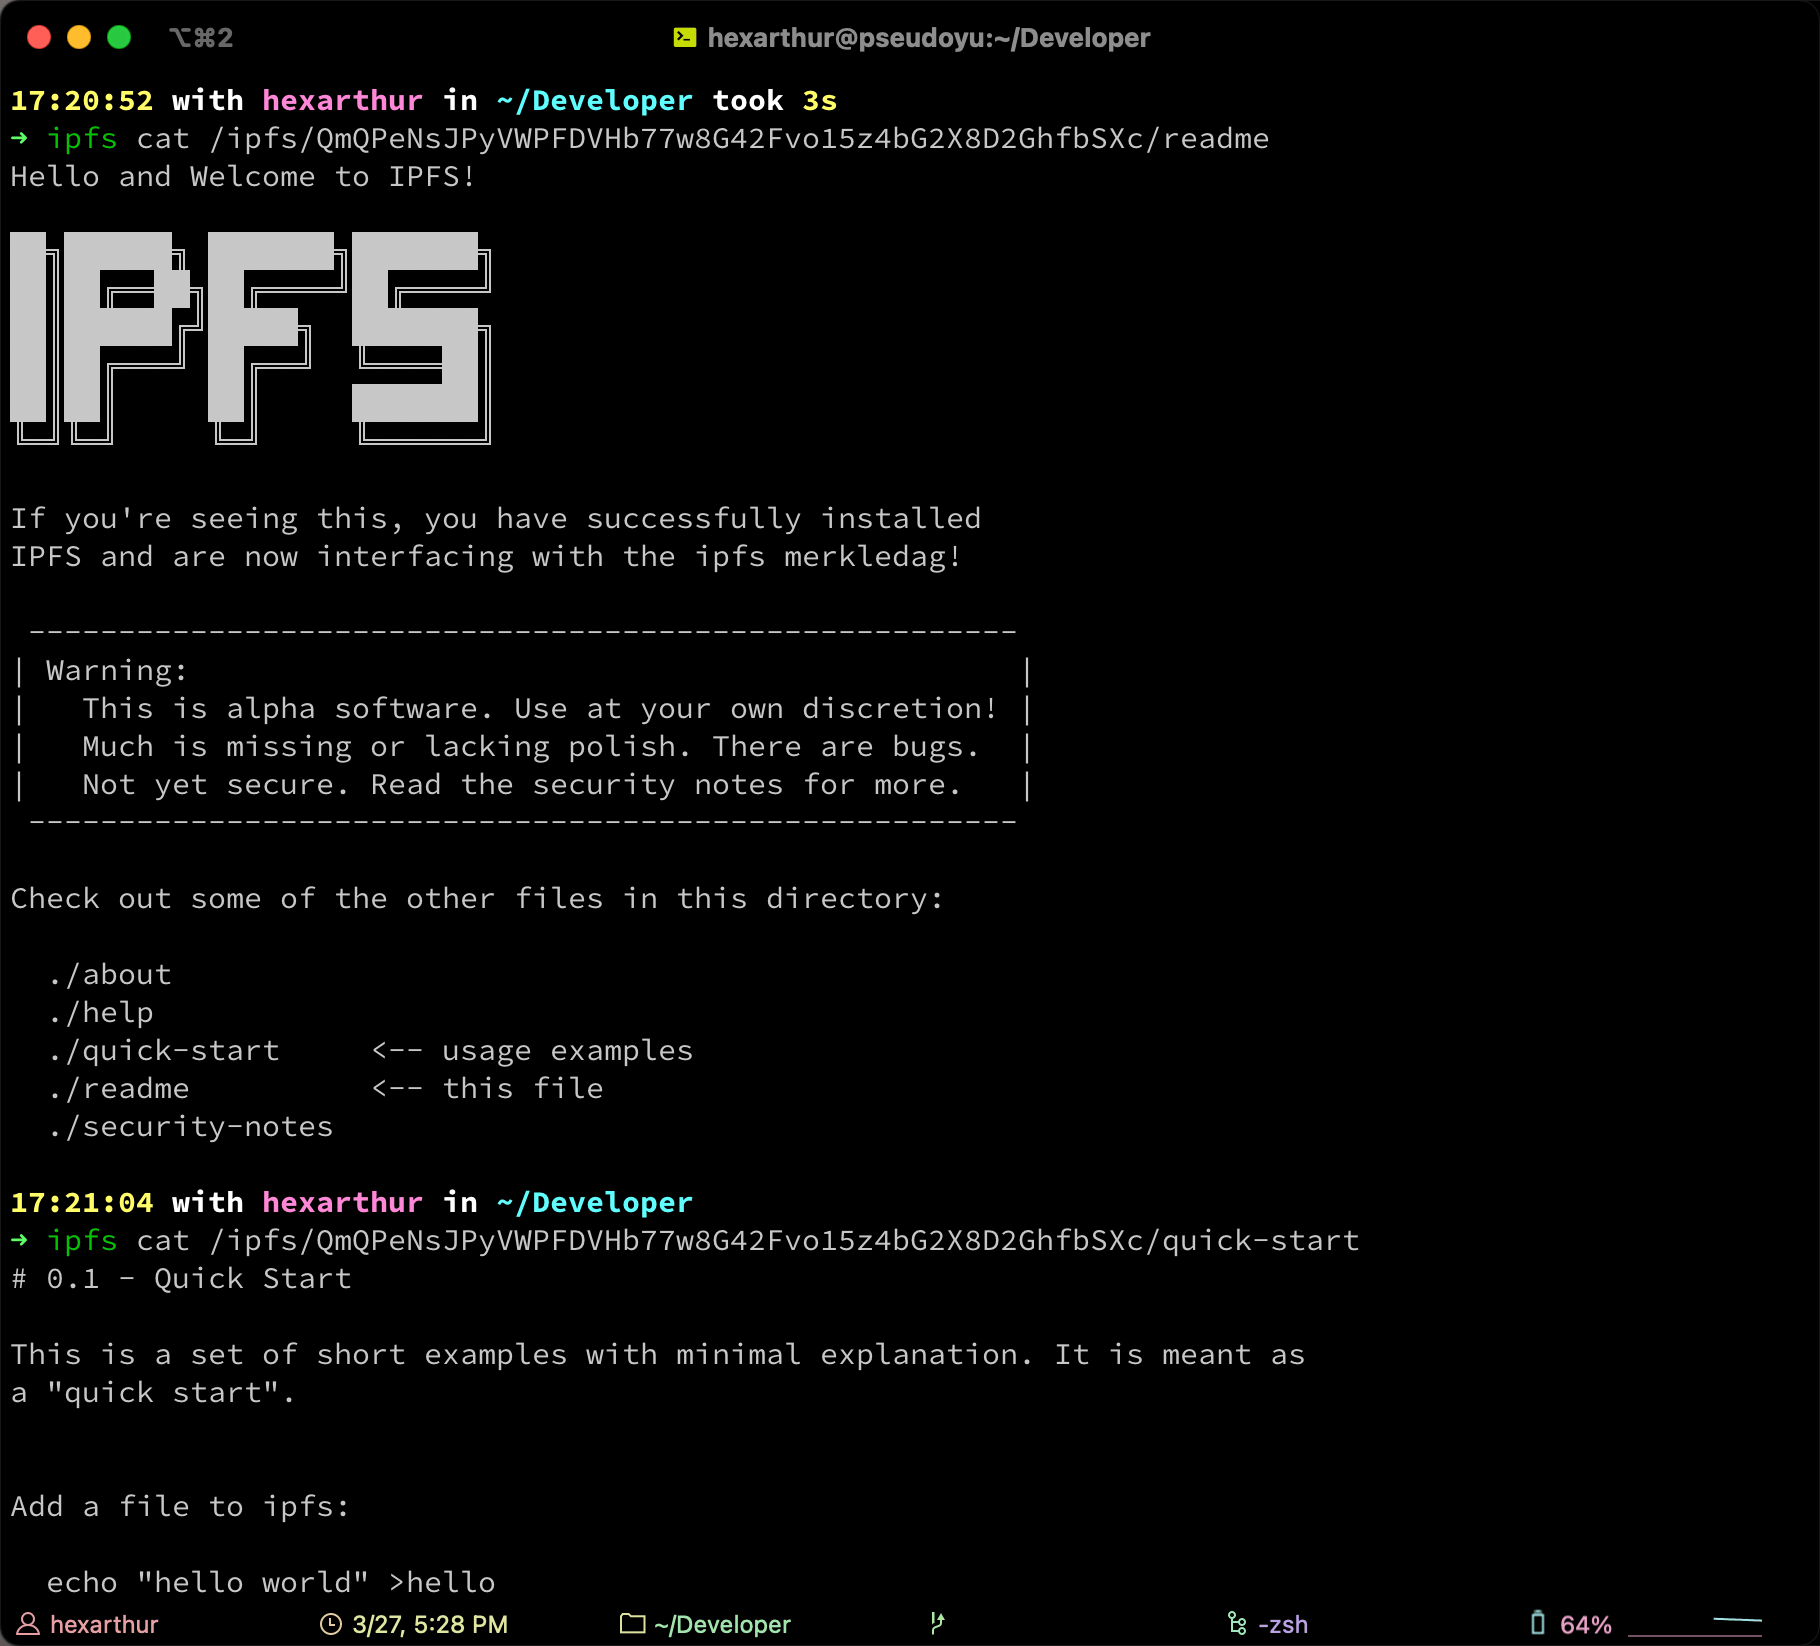 ⌥⌘2 hexarthur@pseudoyu:~/Developer
17:20:52 with hexarthur in ~/Developer took 3s
➜ ipfs cat /ipfs/QmQPeNsJPyVWPFDVHb77w8G42Fvo15z4bG2X8D2GhfbSXc/readme
Hello and Welcome to IPFS!
IPFS
If you're seeing this, you have successfully installed
IPFS and are now interfacing with the ipfs merkledag!
-------------------------------------------------------
| Warning: |
| This is alpha software. Use at your own discretion! |
| Much is missing or lacking polish. There are bugs. |
| Not yet secure. Read the security notes for more. |
-------------------------------------------------------
Check out some of the other files in this directory:
./about
./help
./quick-start <-- usage examples
./readme <-- this file
./security-notes
17:21:04 with hexarthur in ~/Developer
➜ ipfs cat /ipfs/QmQPeNsJPyVWPFDVHb77w8G42Fvo15z4bG2X8D2GhfbSXc/quick-start
# 0.1 - Quick Start
This is a set of short examples with minimal explanation. It is meant as
a "quick start".
Add a file to ipfs:
echo "hello world" >hello
hexarthur 3/27, 5:28 PM ~/Developer -zsh 64%